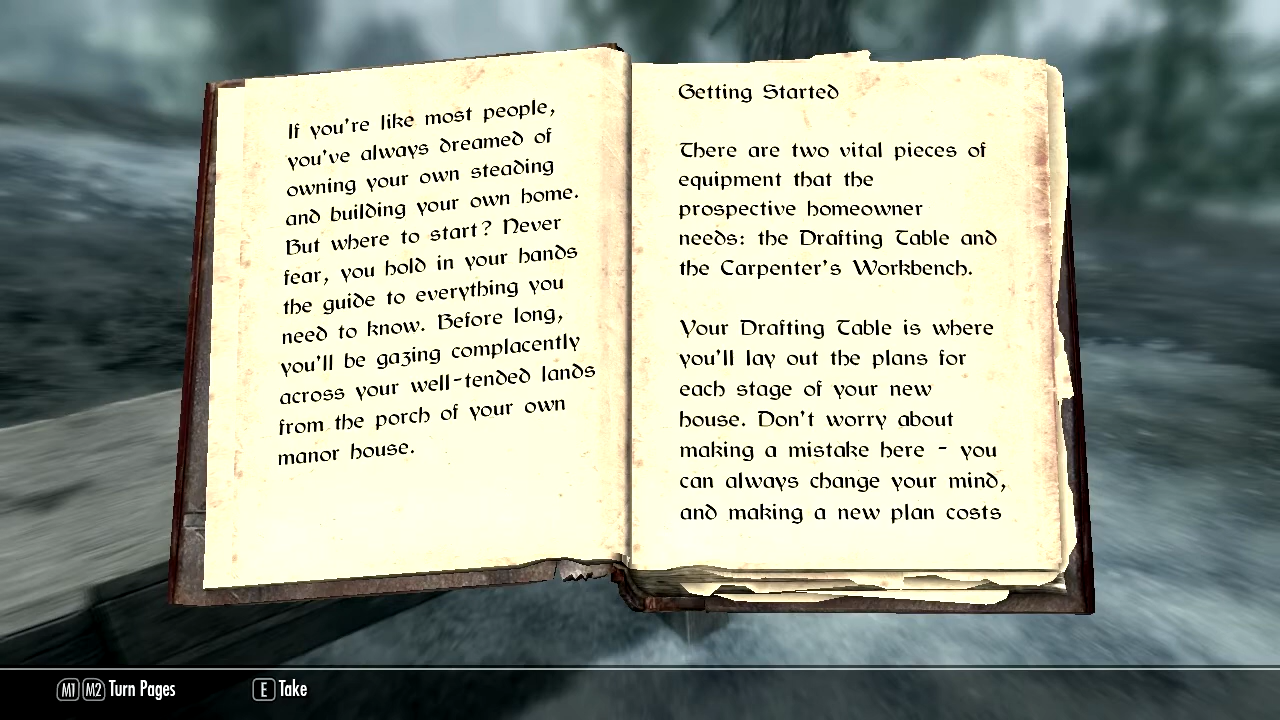 If you're like most people,
you've always dreamed of
owning your own steading
and building your own home.
But where to start? Never
fear, you hold in your hands
the guide to everything you
need to know. Before long,
you'll be gazing complacently
across your well-tended lands
from the porch of your own
manor house.
Getting Started
There are two vital pieces of
equipment that the
prospective homeowner
needs: the Drafting Table and
the Carpenter's Workbench.
Your Drafting Table is where
you'll lay out the plans for
each stage of your new
house. Don't worry about
making a mistake here - you
can always change your mind,
and making a new plan costs
M1 M2 Turn Pages E Take